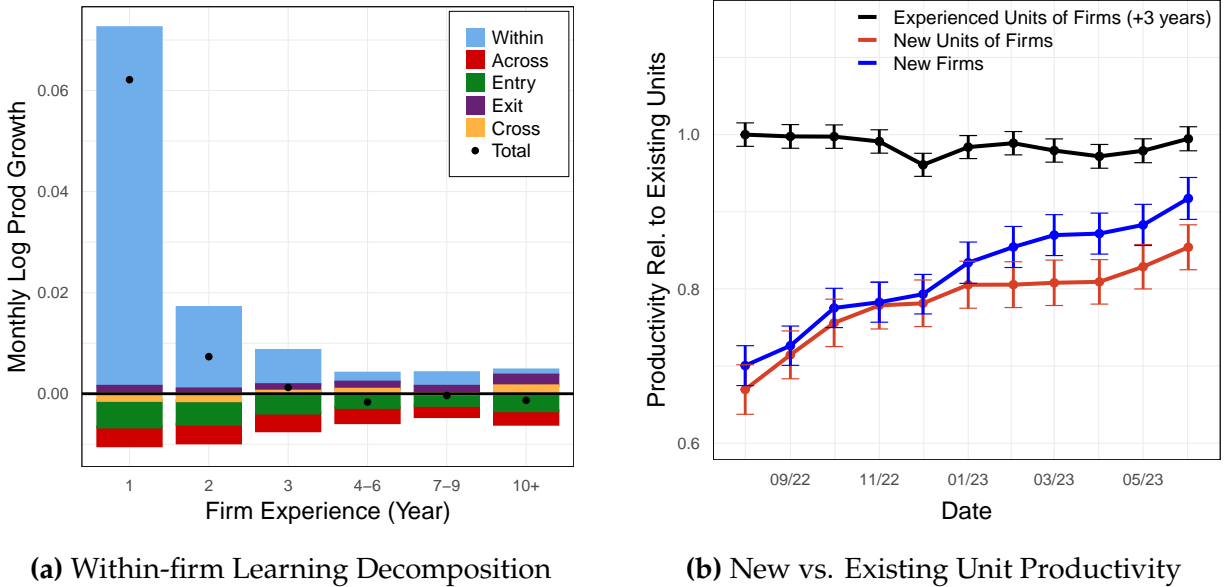 Monthly Log Prod Growth
0.06
0.04
0.02
0.00
Within
Across
Entry
Exit
Cross
Total
1
2
3
4–6
7–9
10+
Firm Experience (Year)
(a) Within-firm Learning Decomposition
Productivity Rel. to Existing Units
1.0
0.8
0.6
Experienced Units of Firms (+3 years)
New Units of Firms
New Firms
09/22
11/22
01/23
03/23
05/23
Date
(b) New vs. Existing Unit Productivity